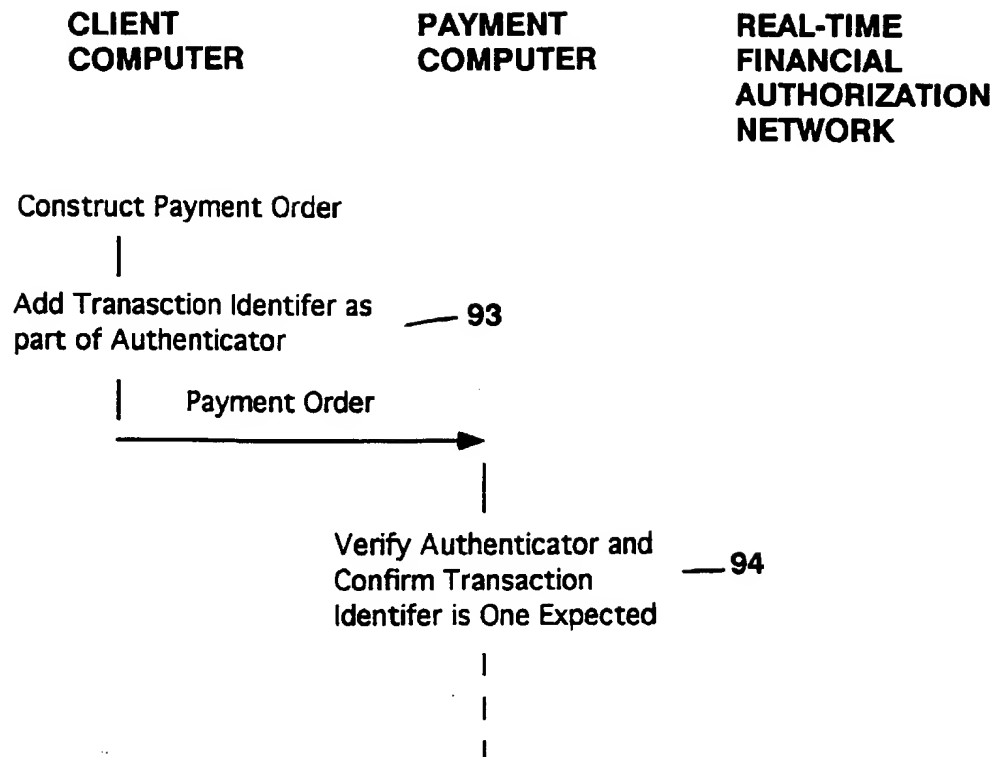 CLIENT
COMPUTER
PAYMENT
COMPUTER
REAL-TIME
FINANCIAL
AUTHORIZATION
NETWORK
Construct Payment Order
Add Tranasction Identifer as
part of Authenticator
93
Payment Order
Verify Authenticator and
Confirm Transaction
Identifer is One Expected
94